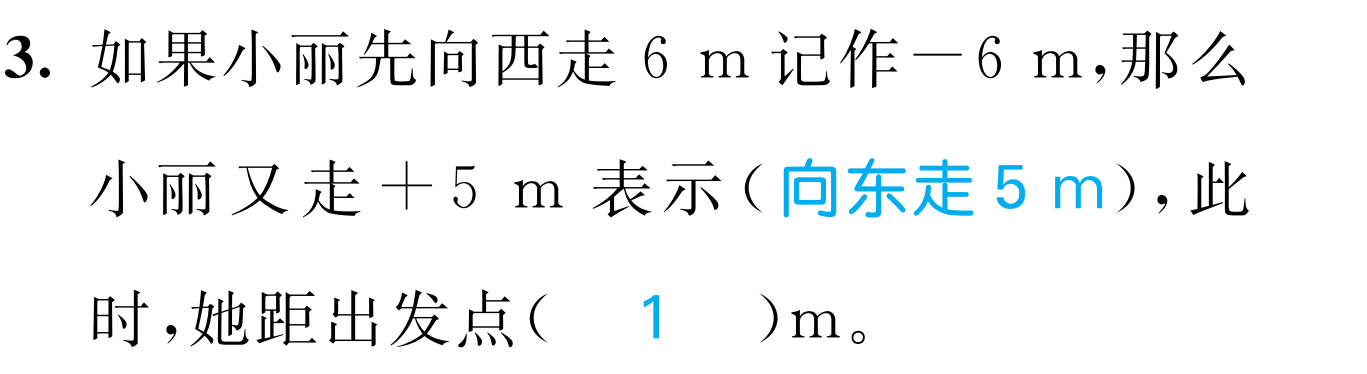 3. 如果小丽先向西走 6 m 记作－6 m,那么
小丽又走＋5 m 表示(向东走 5 m),此
时,她距出发点( 1 )m。